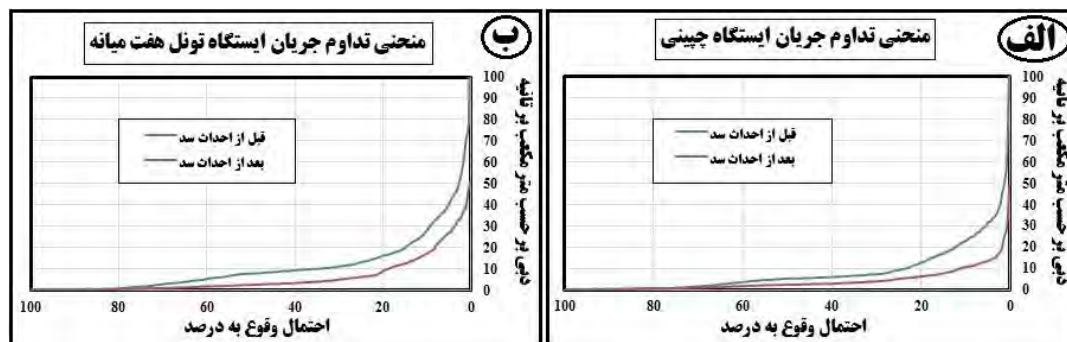 الف
منحنی تداوم جریان ایستگاه چپینی
قبل از احداث سد
بعد از احداث سد
دبی بر حسب متر مکعب بر ثانیه
100
90
80
70
60
50
40
30
20
10
0
100 80 60 40 20 0
احتمال وقوع به درصد
ب
منحنی تداوم جریان ایستگاه تونل هفت میانه
قبل از احداث سد
بعد از احداث سد
دبی بر حسب متر مکعب بر ثانیه
100
90
80
70
60
50
40
30
20
10
0
100 80 60 40 20 0
احتمال وقوع به درصد